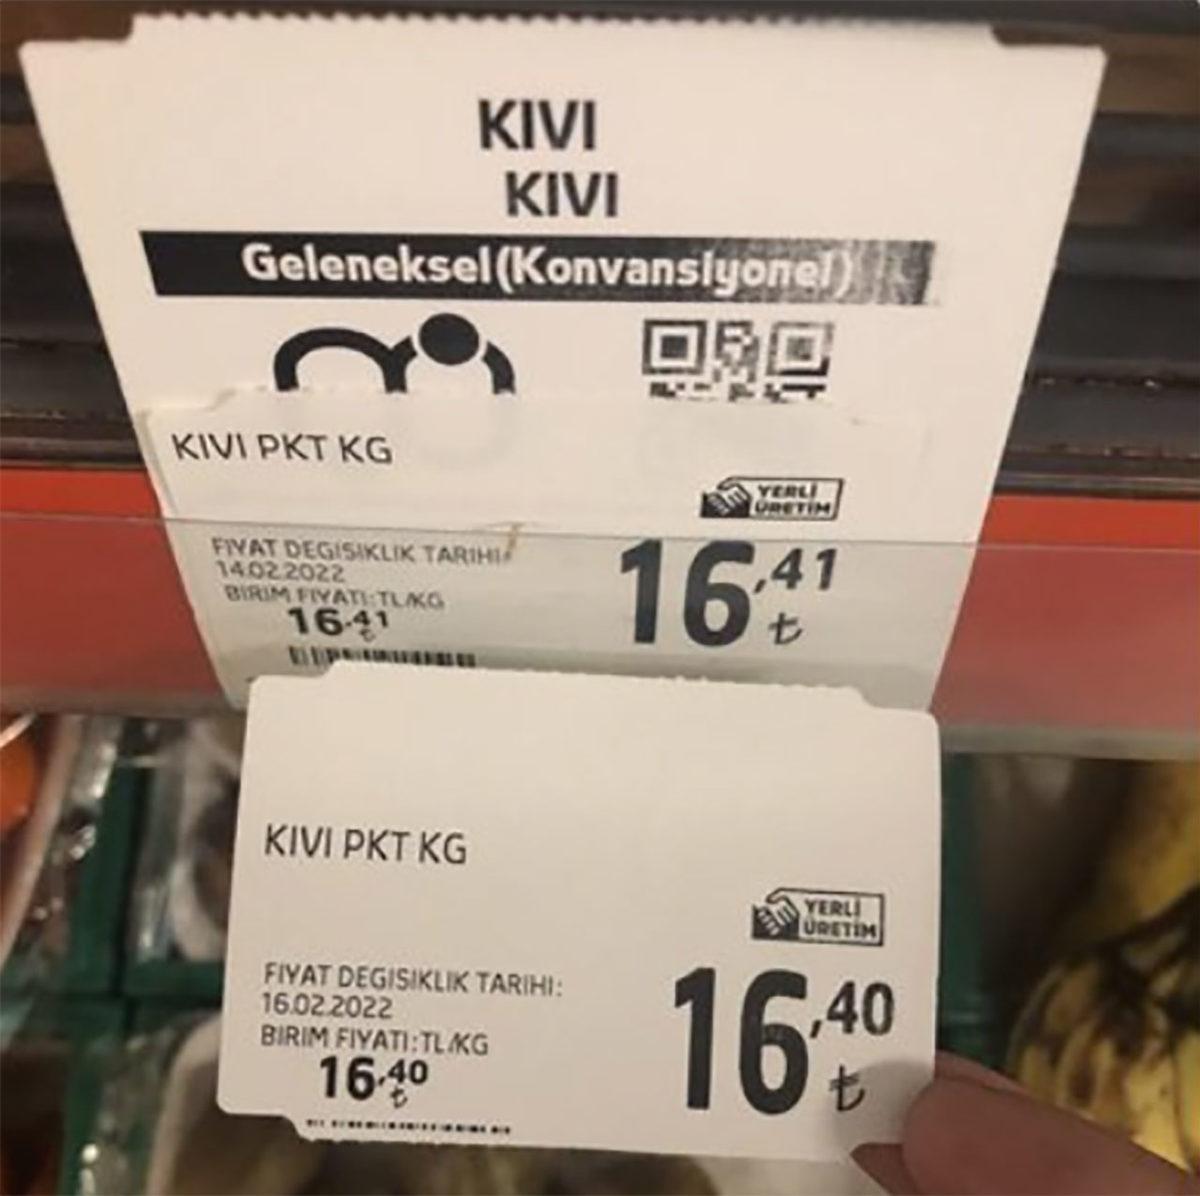 KIVI
KIVI
Geleneksel(Konvansiyonel)
KIVI PKT KG
YERLİ
ÜRETİM
FIYAT DEGISIKLIK TARIHI:
14.02.2022
BIRIM FIYATI:TL/KG
16.41
₺
16,41
₺
KIVI PKT KG
YERLİ
ÜRETİM
FIYAT DEGISIKLIK TARIHI:
16.02.2022
BIRIM FIYATI:TL/KG
16.40
₺
16,40
₺